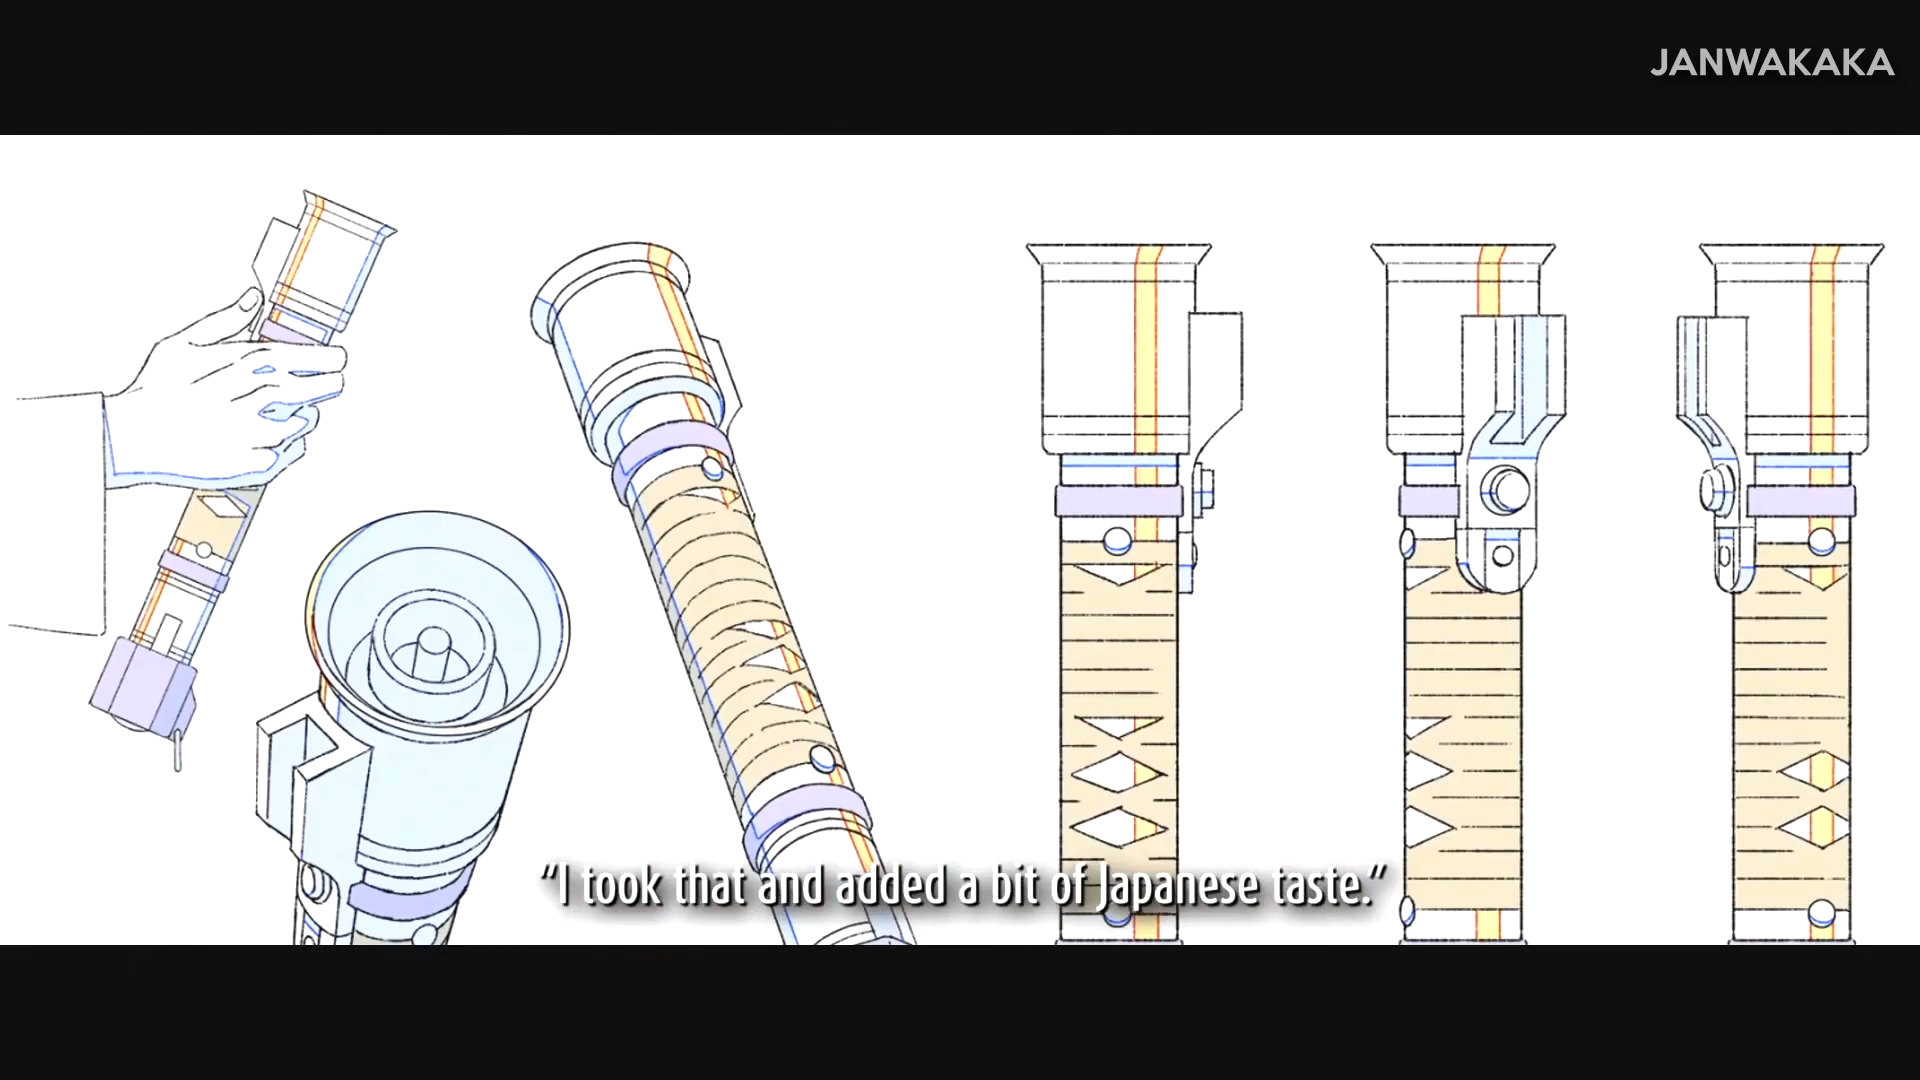 JANWAKAKA
“I took that and added a bit of Japanese taste.”